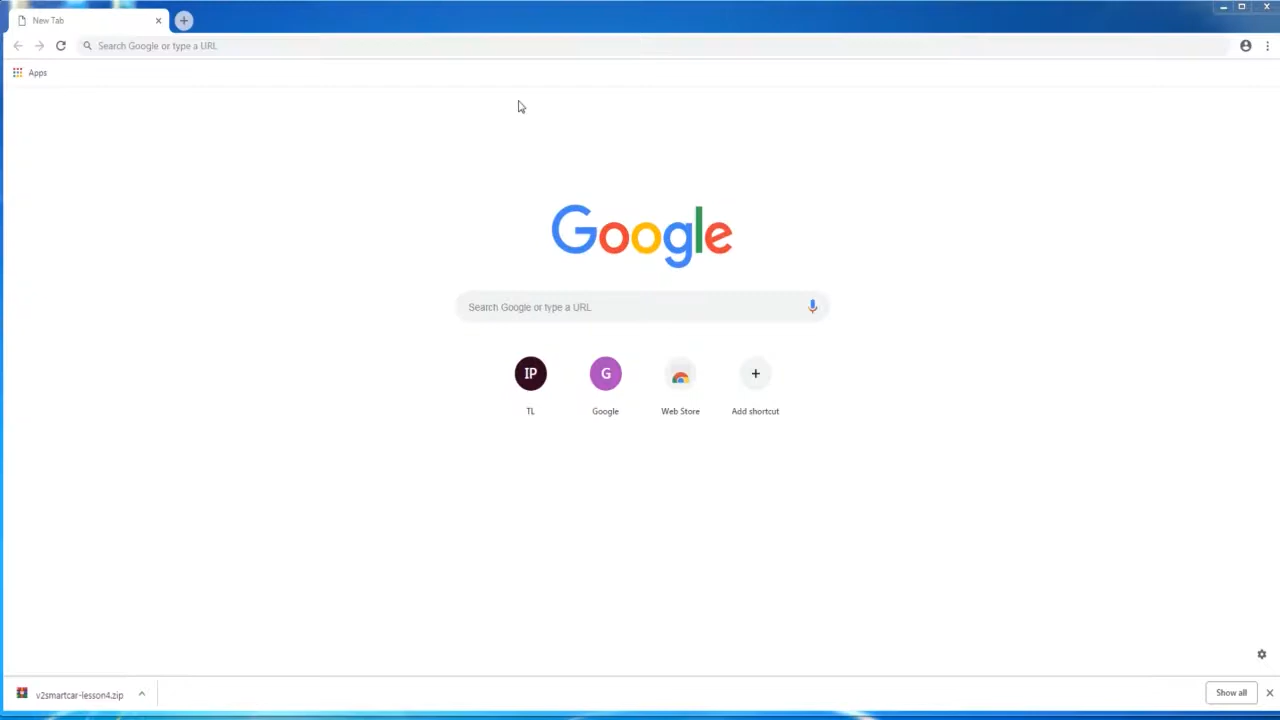 New Tab
Search Google or type a URL
Apps
Google
Search Google or type a URL
IP
G
TL
Google
Web Store
Add shortcut
v2smartcar-lesson4.zip
Show all